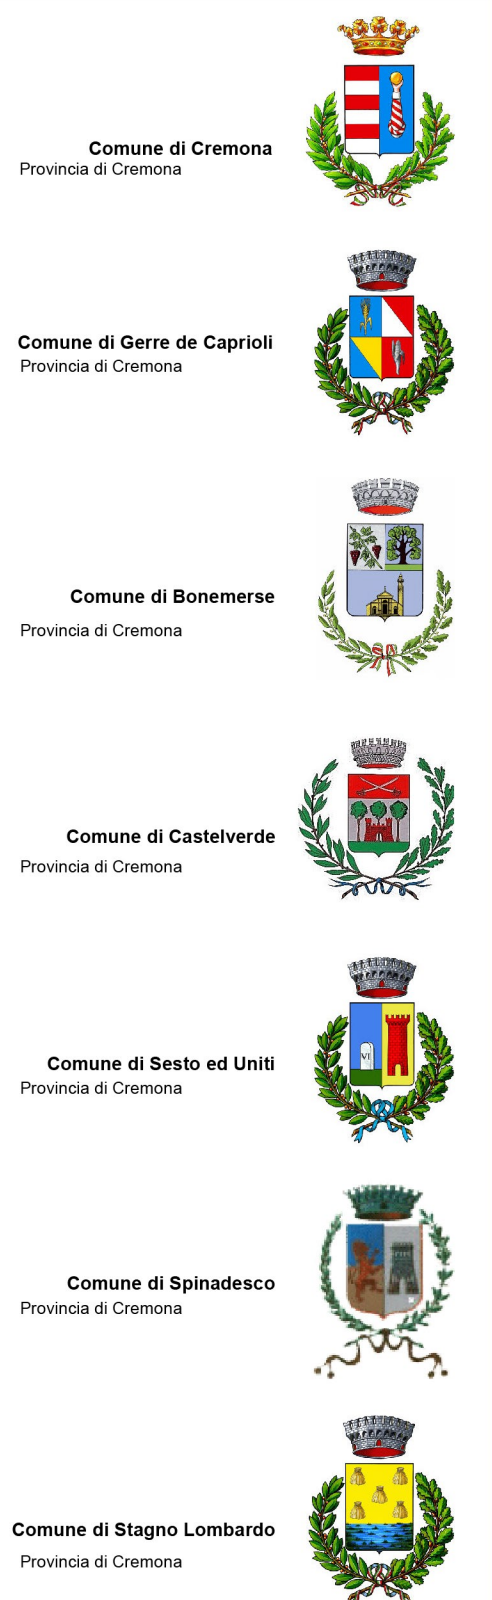 Comune di Cremona
Provincia di Cremona
Comune di Gerre de Caprioli
Provincia di Cremona
Comune di Bonemerse
Provincia di Cremona
Comune di Castelverde
Provincia di Cremona
Comune di Sesto ed Uniti
VI
Provincia di Cremona
Comune di Spinadesco
Provincia di Cremona
Comune di Stagno Lombardo
Provincia di Cremona